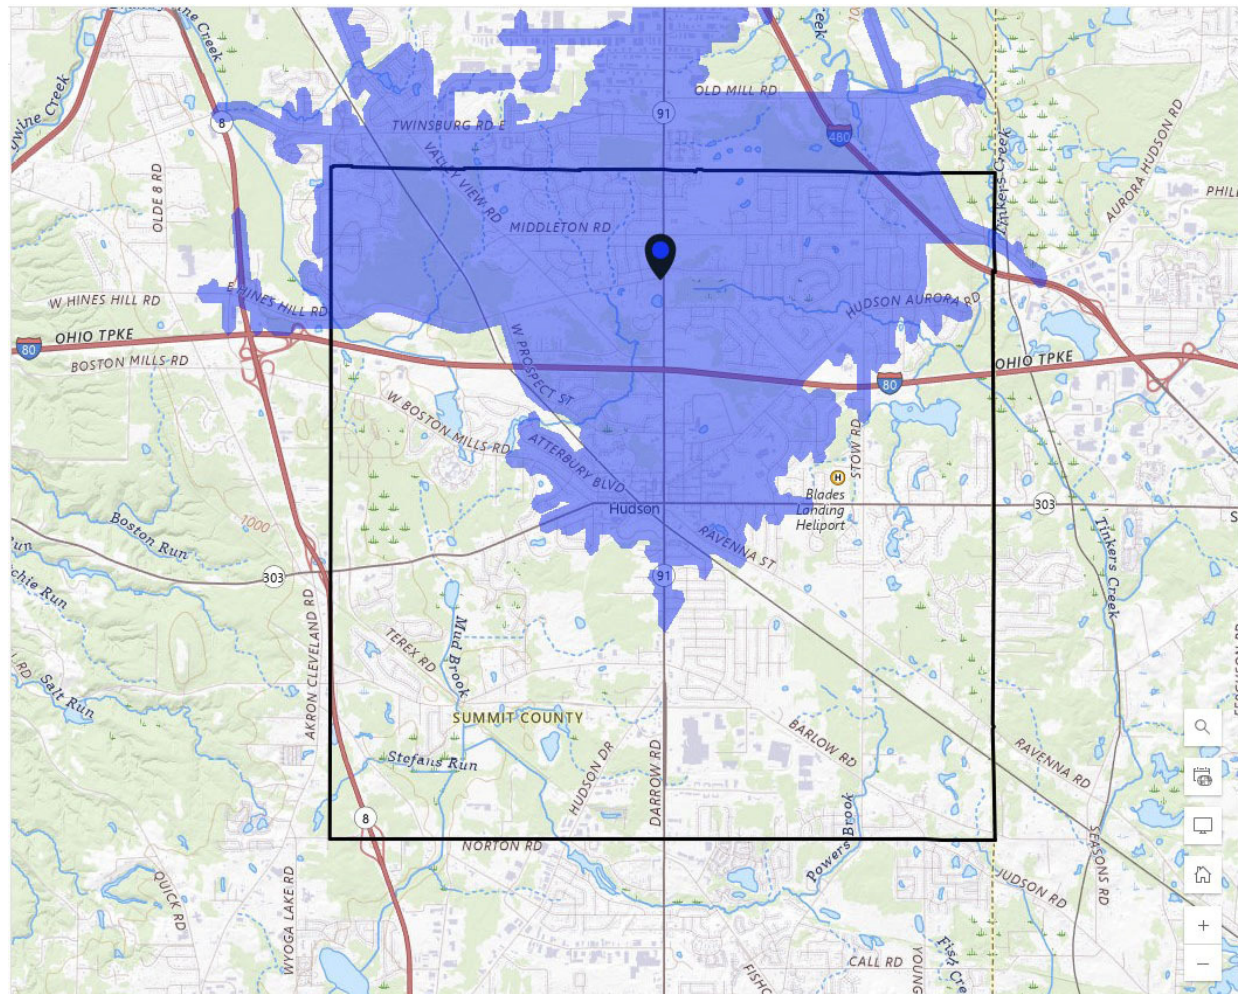 Creek
Creek
OLD MILL RD
91
8
TWINSBURG RD E
480
VALLEY VIEW RD
Tinkers Creek
AURORA HUDSON RD
OLDE 8 RD
MIDDLETON RD
W HINES HILL RD
E HINES HILL RD
HUDSON AURORA RD
OHIO TPKE
80
BOSTON MILLS RD
W PROSPECT ST
OHIO TPKE
80
W BOSTON MILLS RD
ATTERBURY BLVD
STOW RD
H
Blades
Landing
Heliport
Hudson
303
Boston Run
1000
RAVENNA ST
Tinkers Creek
303
91
AKRON CLEVELAND RD
TEREX RD
Mud Brook
Salt Run
SUMMIT COUNTY
Stefans Run
HUDSON DR
DARROW RD
BARLOW RD
RAVENNA RD
8
NORTON RD
Powers Brook
SEASONS RD
JUDSON RD
QUICK RD
WYOGA LAKE RD
CALL RD
YOUNG
FISHC
Fish Cre
+
−